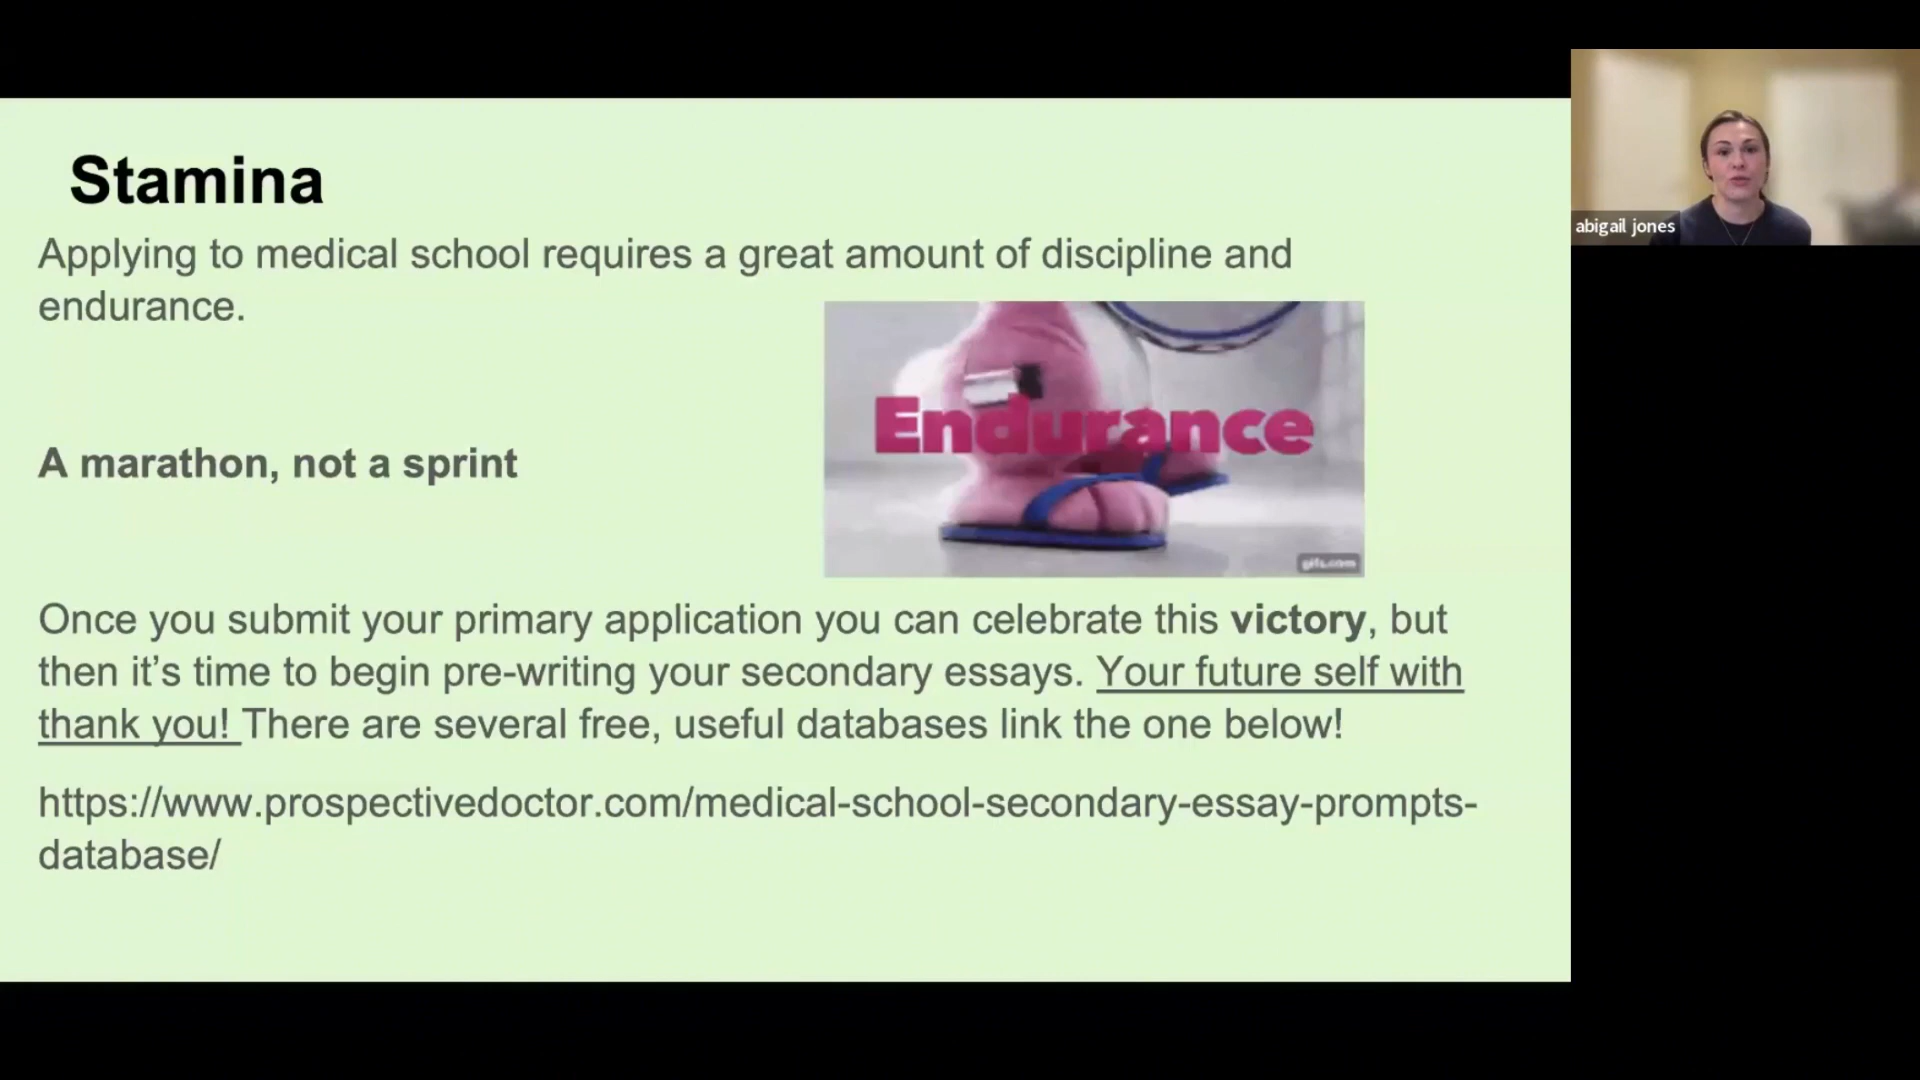 Stamina
Applying to medical school requires a great amount of discipline and
endurance.
Endurance
gifs.com
A marathon, not a sprint
Once you submit your primary application you can celebrate this victory, but
then it’s time to begin pre-writing your secondary essays. Your future self with
thank you! There are several free, useful databases link the one below!
https://www.prospectivedoctor.com/medical-school-secondary-essay-prompts-
database/
abigail jones